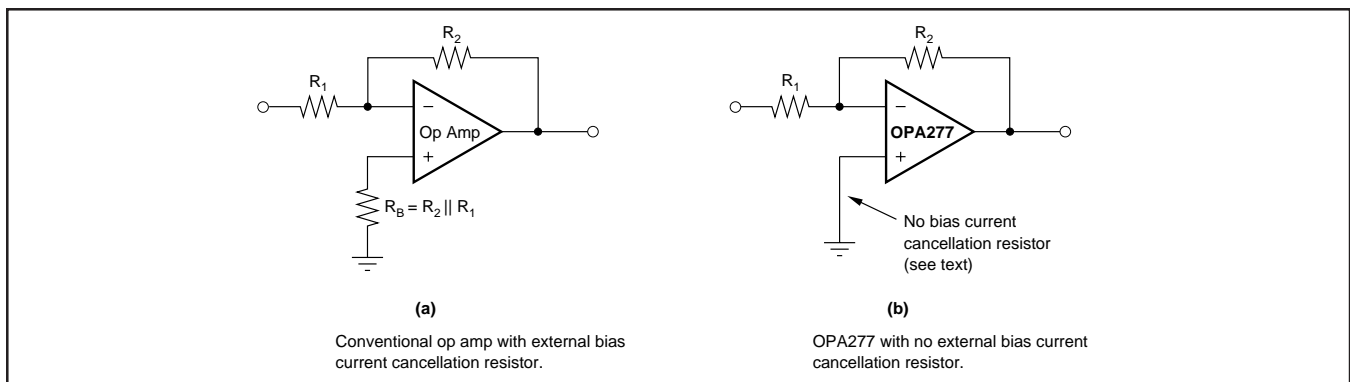 R2
R1
−
Op Amp
+
RB = R2 || R1
(a)
Conventional op amp with external bias
current cancellation resistor.
R2
R1
−
OPA277
+
No bias current
cancellation resistor
(see text)
(b)
OPA277 with no external bias current
cancellation resistor.